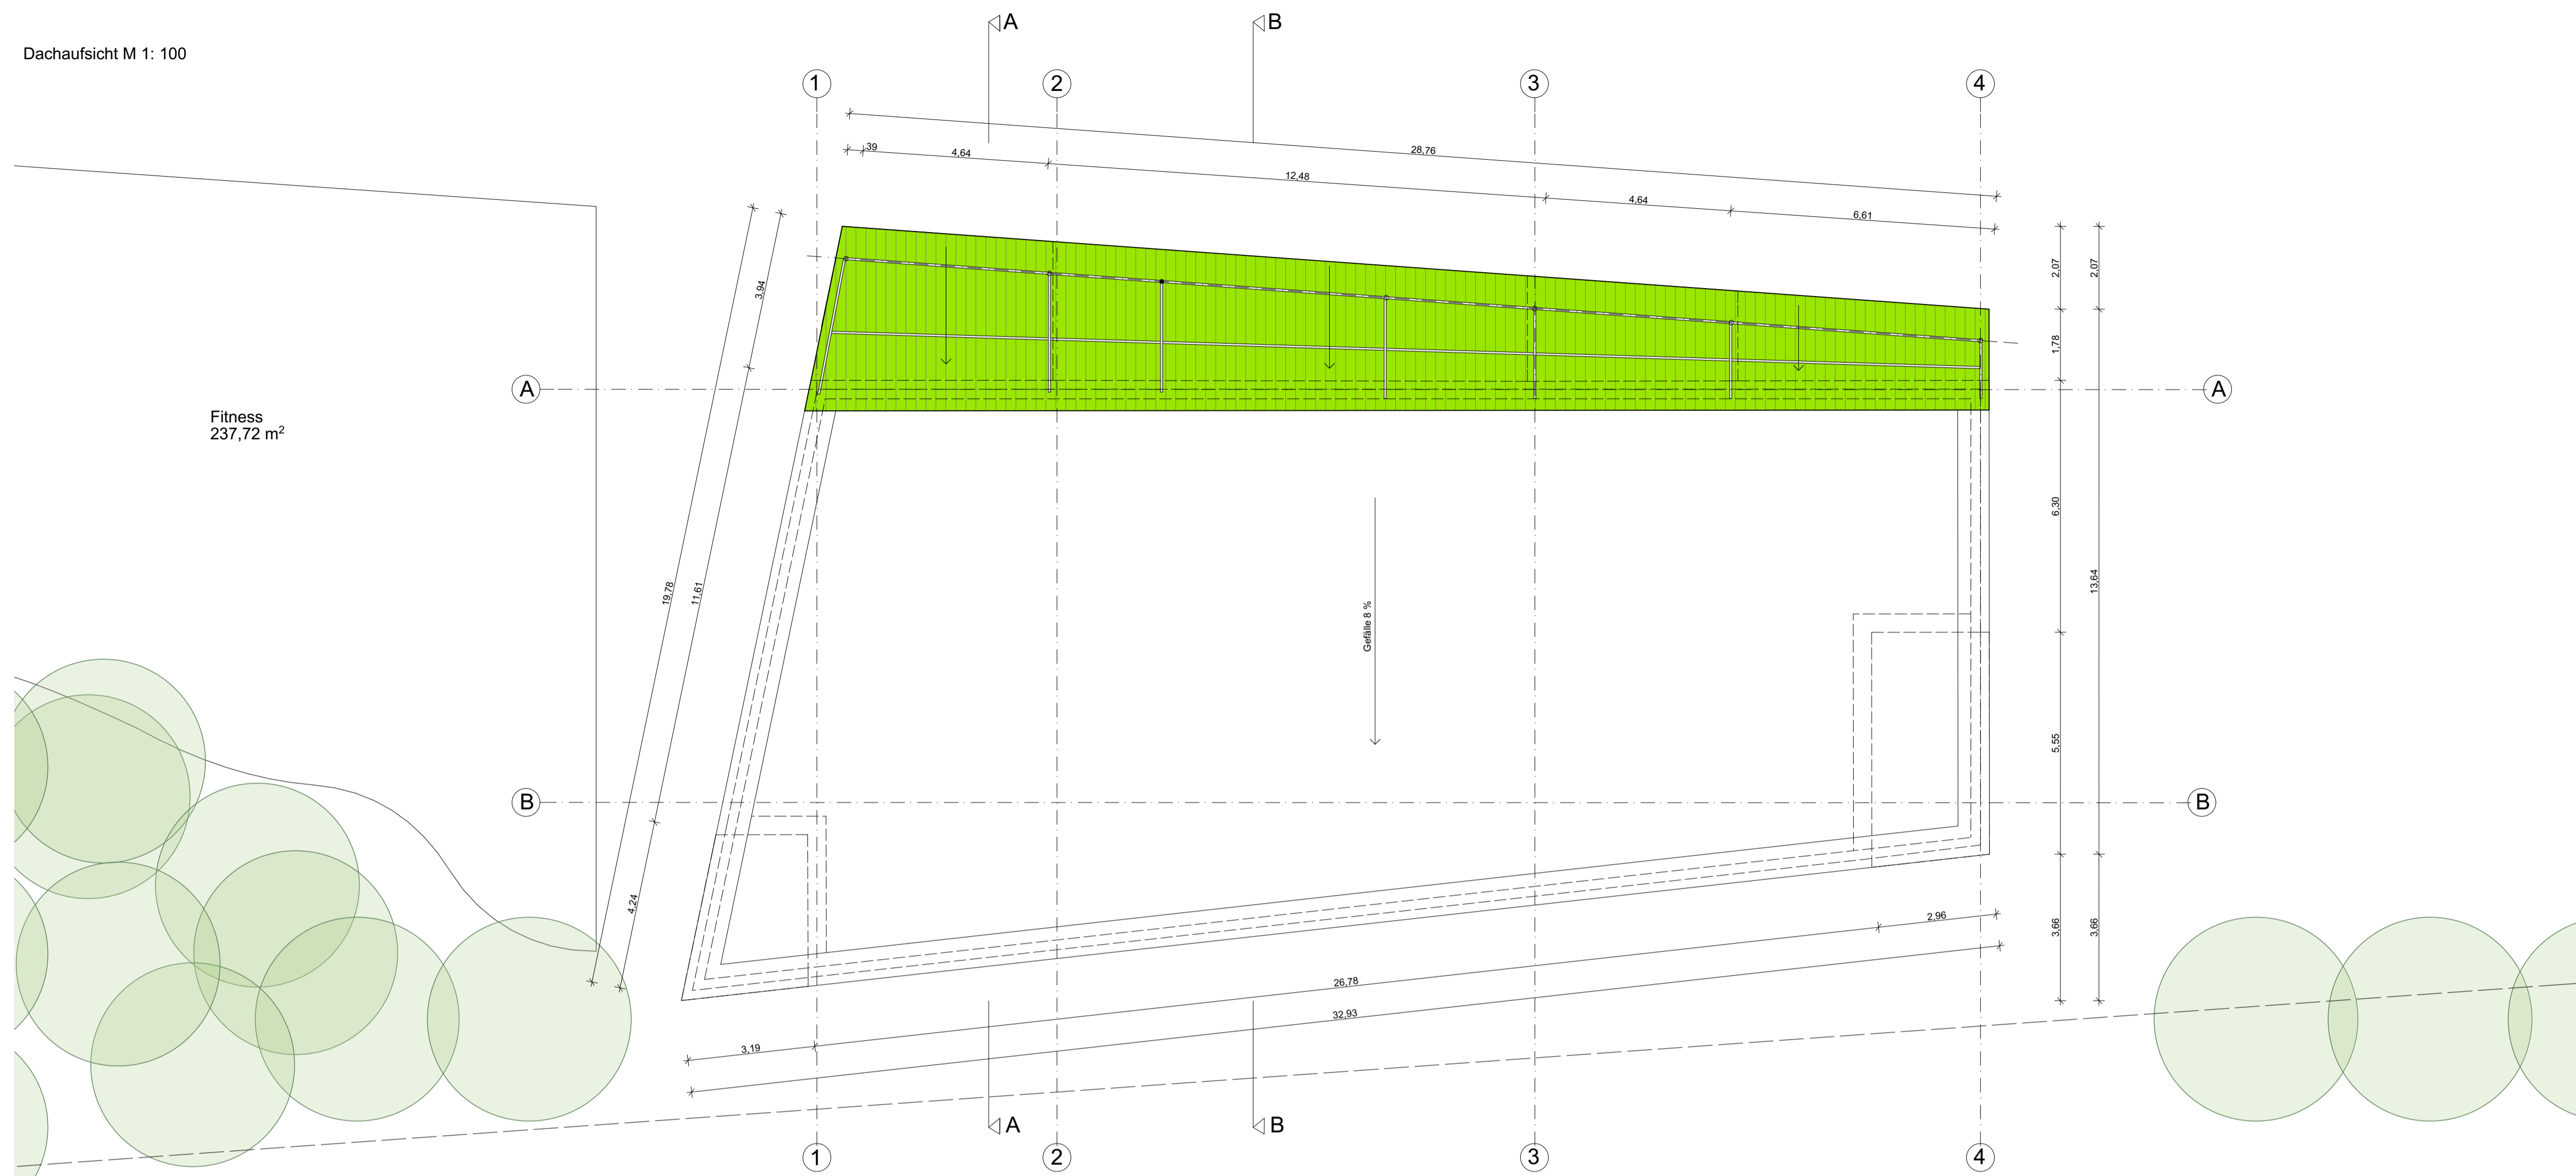 A
B
Dachaufsicht M 1: 100
1
2
3
4
28,76
,39
4,64
12,48
4,64
6,61
2,07
2,07
3,94
1,78
A
A
Fitness
237,72 m²
6,30
19,78
11,61
13,64
Gefälle 8 %
5,55
B
B
4,24
2,96
3,66
3,66
26,78
32,93
3,19
A
B
1
2
3
4